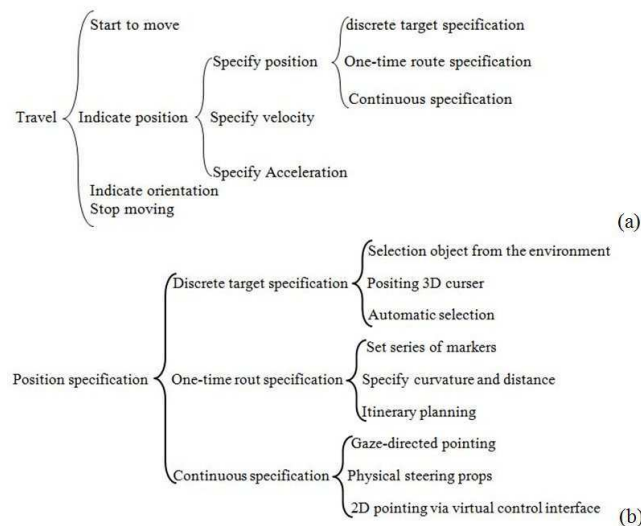 Start to move
discrete target specification
Specify position
One-time route specification
Continuous specification
Travel
Indicate position
Specify velocity
Specify Acceleration
Indicate orientation
Stop moving
(a)
Selection object from the environment
Discrete target specification
Positing 3D curser
Automatic selection
Set series of markers
Position specification
One-time rout specification
Specify curvature and distance
Itinerary planning
Gaze-directed pointing
Continuous specification
Physical steering props
2D pointing via virtual control interface
(b)